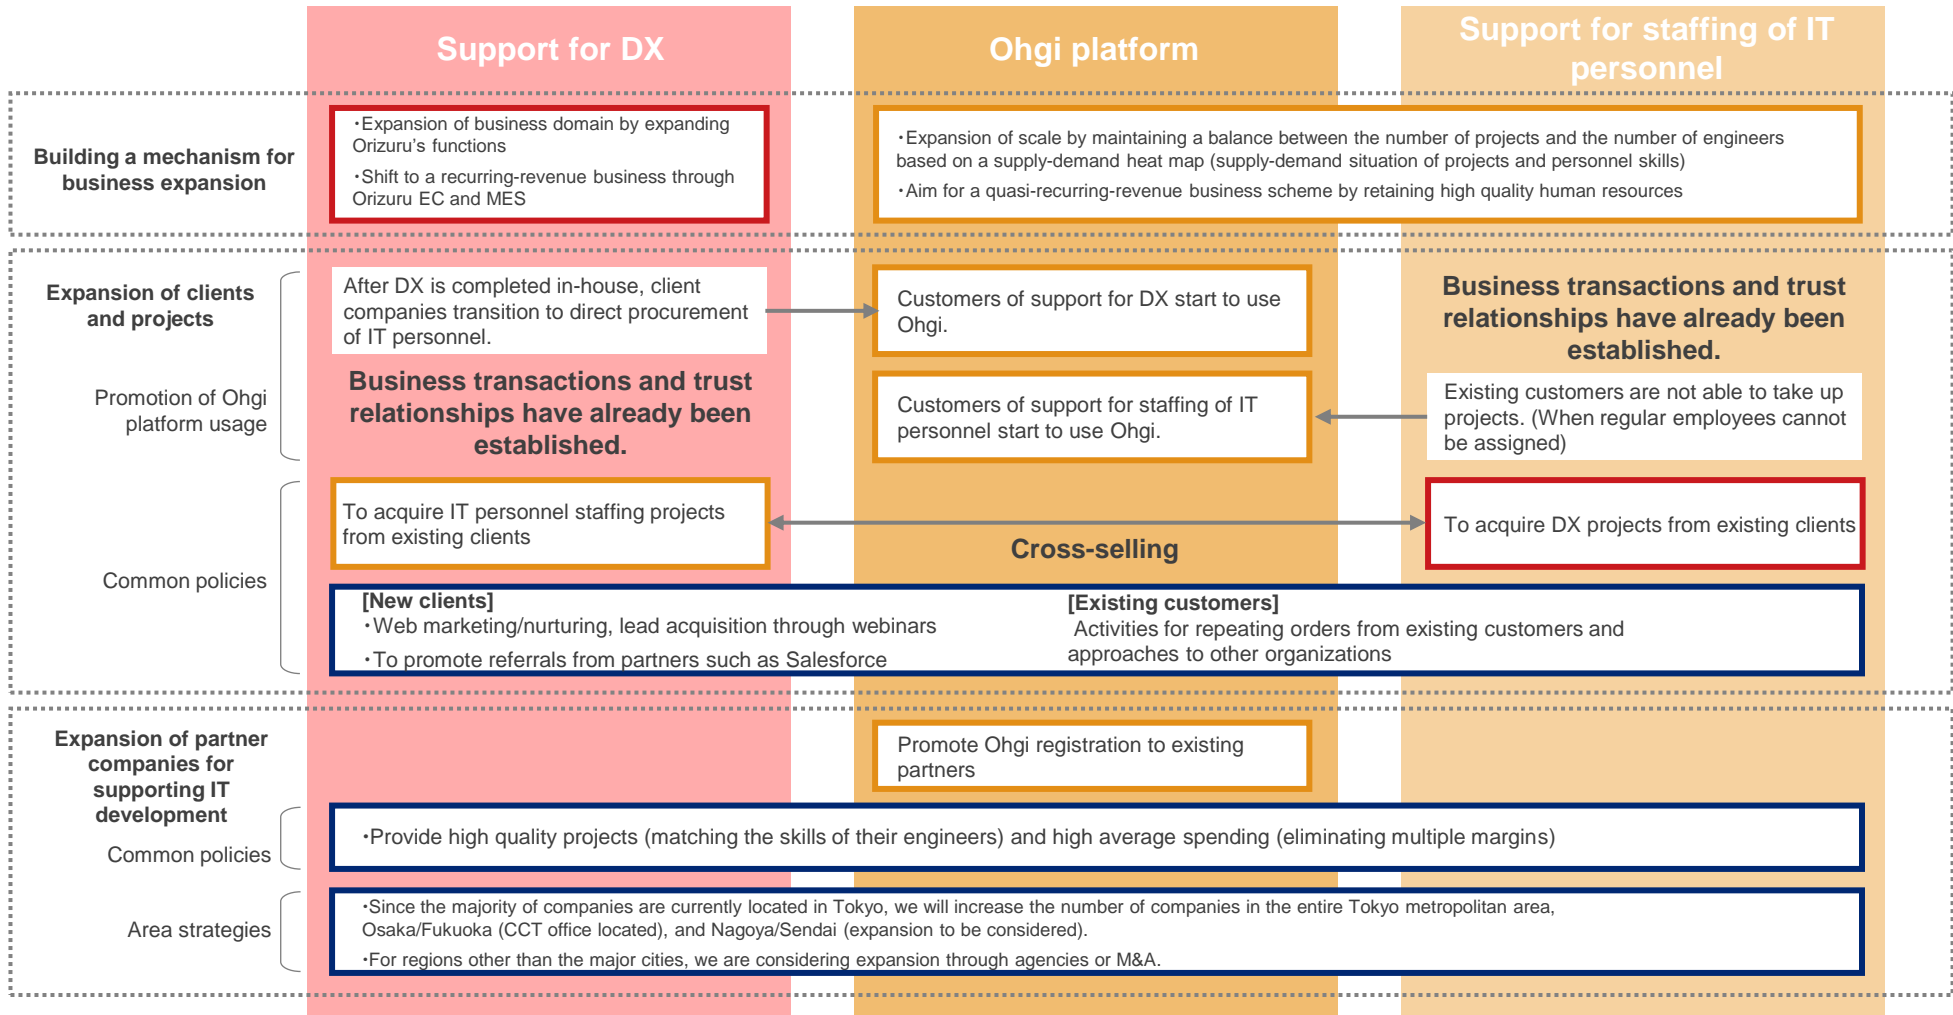 Support for DX
Ohgi platform
Support for staffing of IT
personnel
Building a mechanism for
business expansion
・Expansion of business domain by expanding
Orizuru's functions
・Shift to a recurring-revenue business through
Orizuru EC and MES
・Expansion of scale by maintaining a balance between the number of projects and the number of engineers
based on a supply-demand heat map (supply-demand situation of projects and personnel skills)
・Aim for a quasi-recurring-revenue business scheme by retaining high quality human resources
Expansion of clients
and projects
Promotion of Ohgi
platform usage
After DX is completed in-house, client
companies transition to direct procurement
of IT personnel.
Business transactions and trust
relationships have already been
established.
Customers of support for DX start to use
Ohgi.
Customers of support for staffing of IT
personnel start to use Ohgi.
Business transactions and trust
relationships have already been
established.
Existing customers are not able to take up
projects. (When regular employees cannot
be assigned)
Common policies
To acquire IT personnel staffing projects
from existing clients
Cross-selling
To acquire DX projects from existing clients
[New clients]
・Web marketing/nurturing, lead acquisition through webinars
・To promote referrals from partners such as Salesforce
[Existing customers]
Activities for repeating orders from existing customers and
approaches to other organizations
Expansion of partner
companies for
supporting IT
development
Promote Ohgi registration to existing
partners
Common policies
・Provide high quality projects (matching the skills of their engineers) and high average spending (eliminating multiple margins)
Area strategies
・Since the majority of companies are currently located in Tokyo, we will increase the number of companies in the entire Tokyo metropolitan area,
Osaka/Fukuoka (CCT office located), and Nagoya/Sendai (expansion to be considered).
・For regions other than the major cities, we are considering expansion through agencies or M&A.